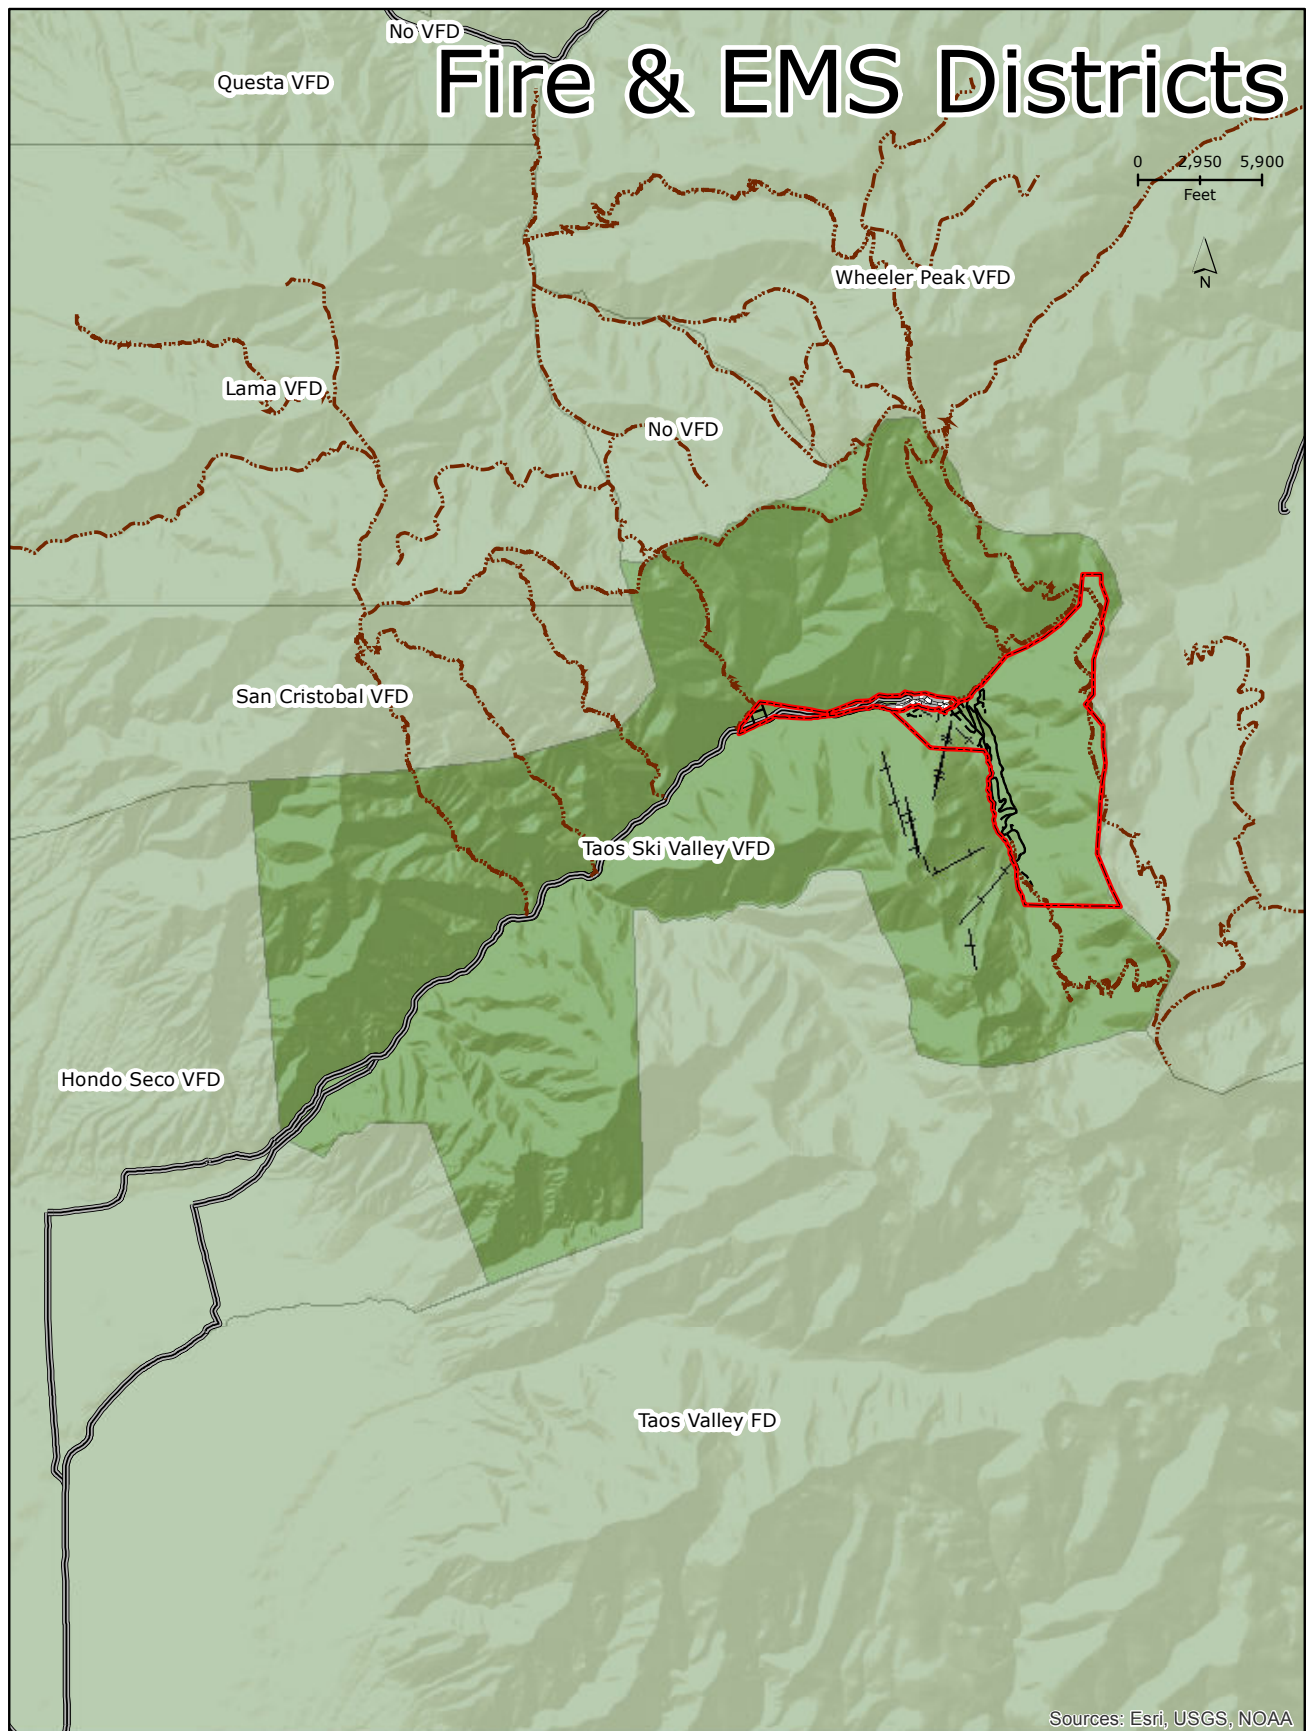 No VFD
Fire & EMS Districts
Questa VFD
0 2,950 5,900
Feet
N
Wheeler Peak VFD
Lama VFD
No VFD
San Cristobal VFD
Taos Ski Valley VFD
Hondo Seco VFD
Taos Valley FD
Sources: Esri, USGS, NOAA